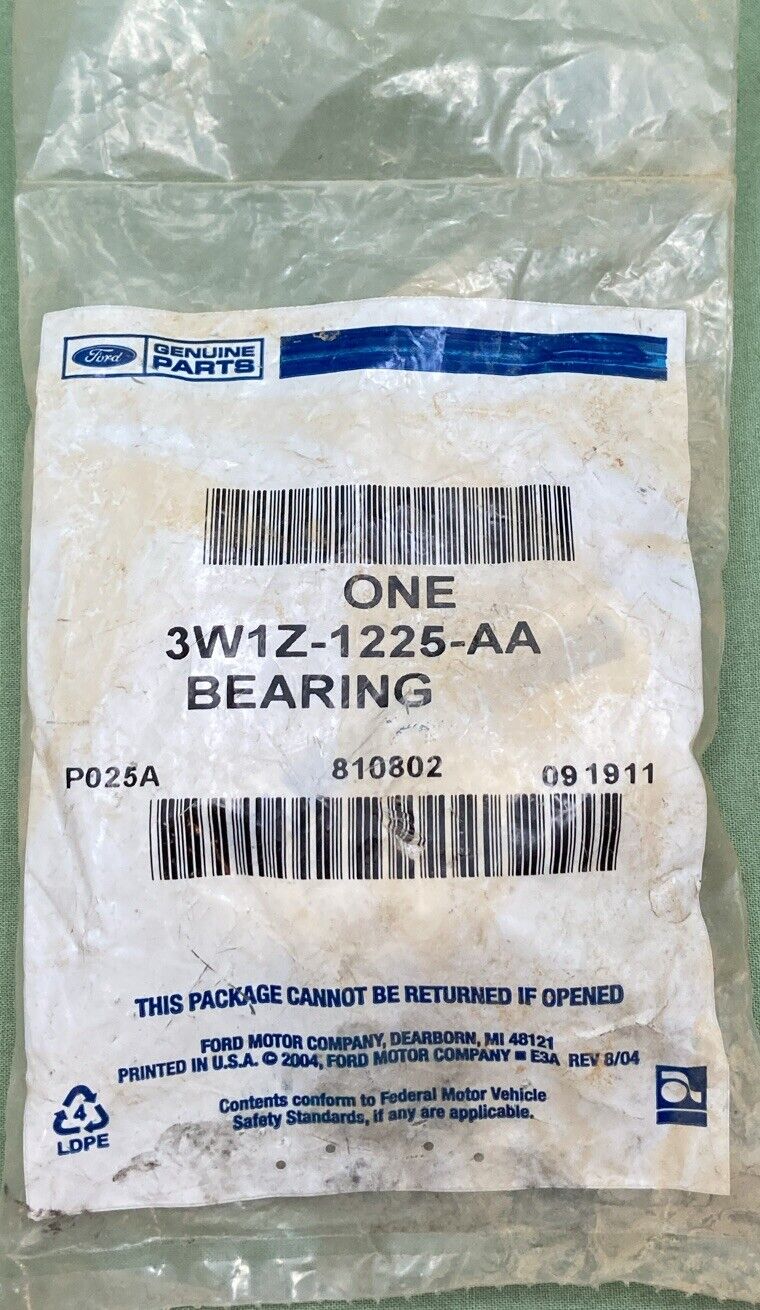 Ford GENUINE
PARTS
ONE
3W1Z-1225-AA
BEARING
P025A 810802 091911
THIS PACKAGE CANNOT BE RETURNED IF OPENED
FORD MOTOR COMPANY, DEARBORN, MI 48121
PRINTED IN U.S.A. © 2004, FORD MOTOR COMPANY ■ E3A REV 8/04
Contents conform to Federal Motor Vehicle
Safety Standards, if any are applicable.
4
LDPE